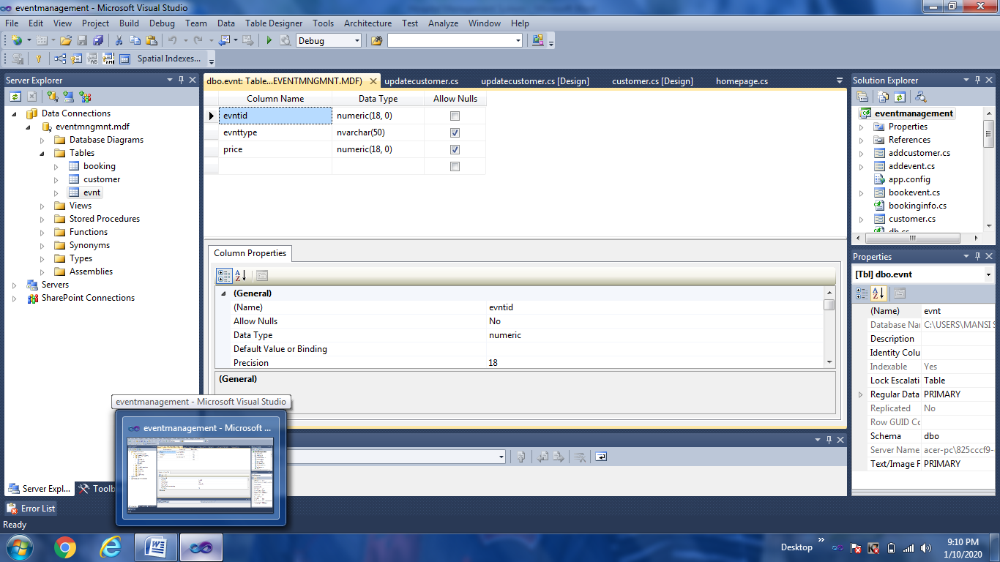 eventmanagement - Microsoft Visual Studio
File Edit View Project Build Debug Team Data Table Designer Tools Architecture Test Analyze Window Help
Debug
Spatial Indexes...
Server Explorer
Data Connections
eventmngmnt.mdf
Database Diagrams
Tables
booking
customer
evnt
Views
Stored Procedures
Functions
Synonyms
Types
Assemblies
Servers
SharePoint Connections
Server Expl... Toolb
dbo.evnt: Table...EVENTMNGMNT.MDF) updatecustomer.cs updatecustomer.cs [Design] customer.cs [Design] homepage.cs
Column Name Data Type Allow Nulls
evntid numeric(18, 0)
evnttype nvarchar(50)
price numeric(18, 0)
Column Properties
(General)
(Name) evntid
Allow Nulls No
Data Type numeric
Default Value or Binding
Precision 18
(General)
Solution Explorer
eventmanagement
Properties
References
addcustomer.cs
addevent.cs
app.config
bookevent.cs
bookinginfo.cs
customer.cs
db.cs
Properties
[Tbl] dbo.evnt
(Name) evnt
Database Nar C:\USERS\MANSI S
Description
Identity Colu
Indexable Yes
Lock Escalati Table
Regular Data PRIMARY
Replicated No
Row GUID Co
Schema dbo
Server Name acer-pc\825cccf9-
Text/Image F PRIMARY
eventmanagement - Microsoft Visual Studio
eventmanagement - Microsoft ...
Error List
Ready
Desktop
9:10 PM
1/10/2020